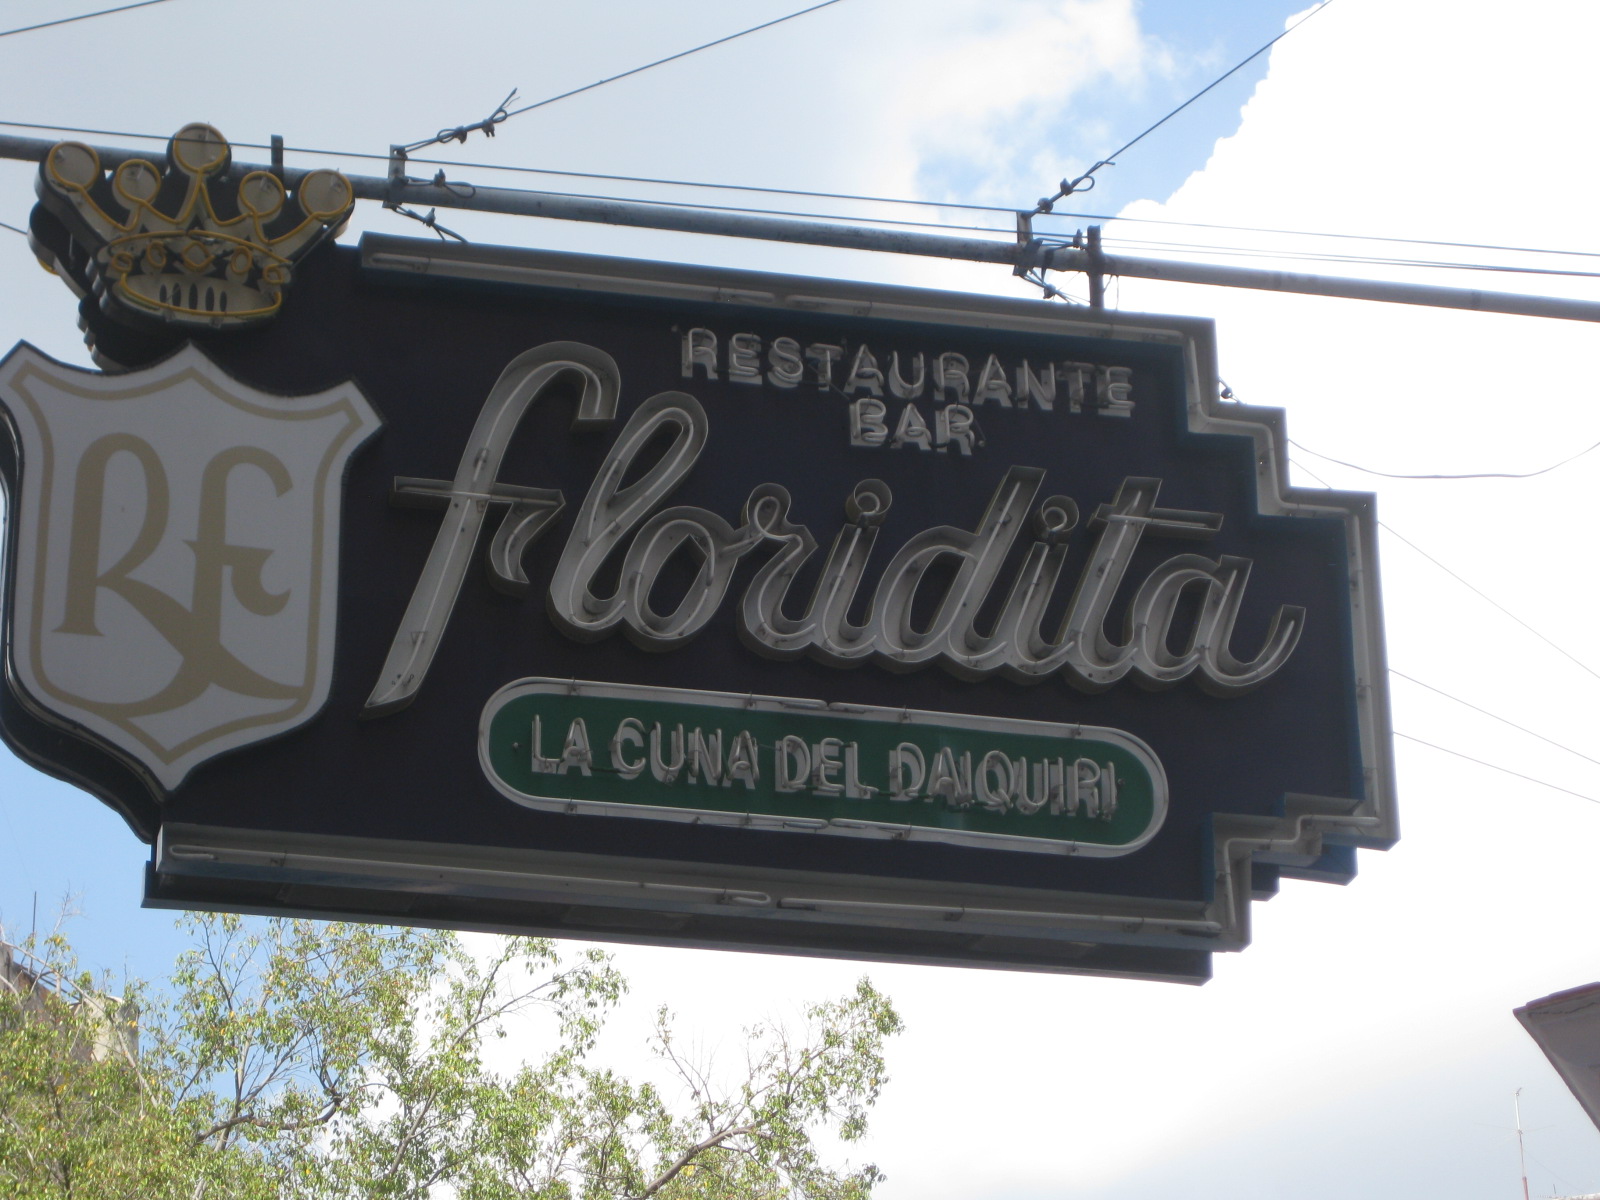 RF
RESTAURANTE
BAR
floridita
LA CUNA DEL DAIQUIRI